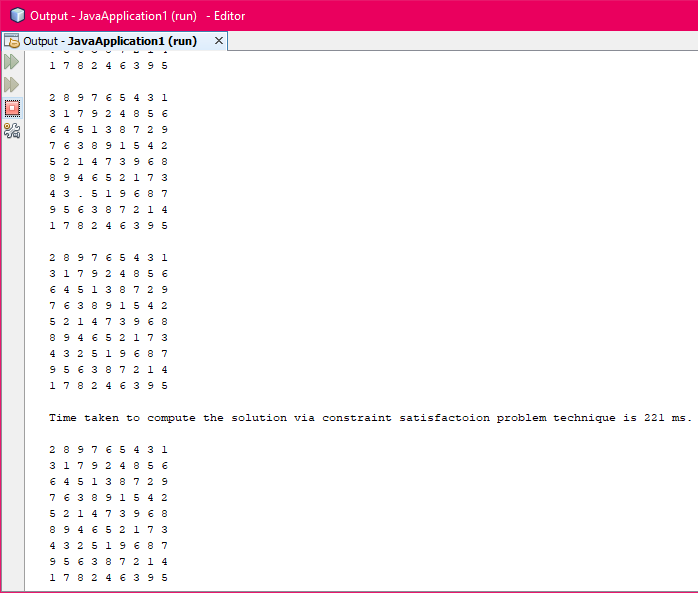 Output - JavaApplication1 (run)  - Editor
Output - JavaApplication1 (run)
1 7 8 2 4 6 3 9 5
2 8 9 7 6 5 4 3 1
3 1 7 9 2 4 8 5 6
6 4 5 1 3 8 7 2 9
7 6 3 8 9 1 5 4 2
5 2 1 4 7 3 9 6 8
8 9 4 6 5 2 1 7 3
4 3 . 5 1 9 6 8 7
9 5 6 3 8 7 2 1 4
1 7 8 2 4 6 3 9 5
2 8 9 7 6 5 4 3 1
3 1 7 9 2 4 8 5 6
6 4 5 1 3 8 7 2 9
7 6 3 8 9 1 5 4 2
5 2 1 4 7 3 9 6 8
8 9 4 6 5 2 1 7 3
4 3 2 5 1 9 6 8 7
9 5 6 3 8 7 2 1 4
1 7 8 2 4 6 3 9 5
Time taken to compute the solution via constraint satisfactoion problem technique is 221 ms.
2 8 9 7 6 5 4 3 1
3 1 7 9 2 4 8 5 6
6 4 5 1 3 8 7 2 9
7 6 3 8 9 1 5 4 2
5 2 1 4 7 3 9 6 8
8 9 4 6 5 2 1 7 3
4 3 2 5 1 9 6 8 7
9 5 6 3 8 7 2 1 4
1 7 8 2 4 6 3 9 5